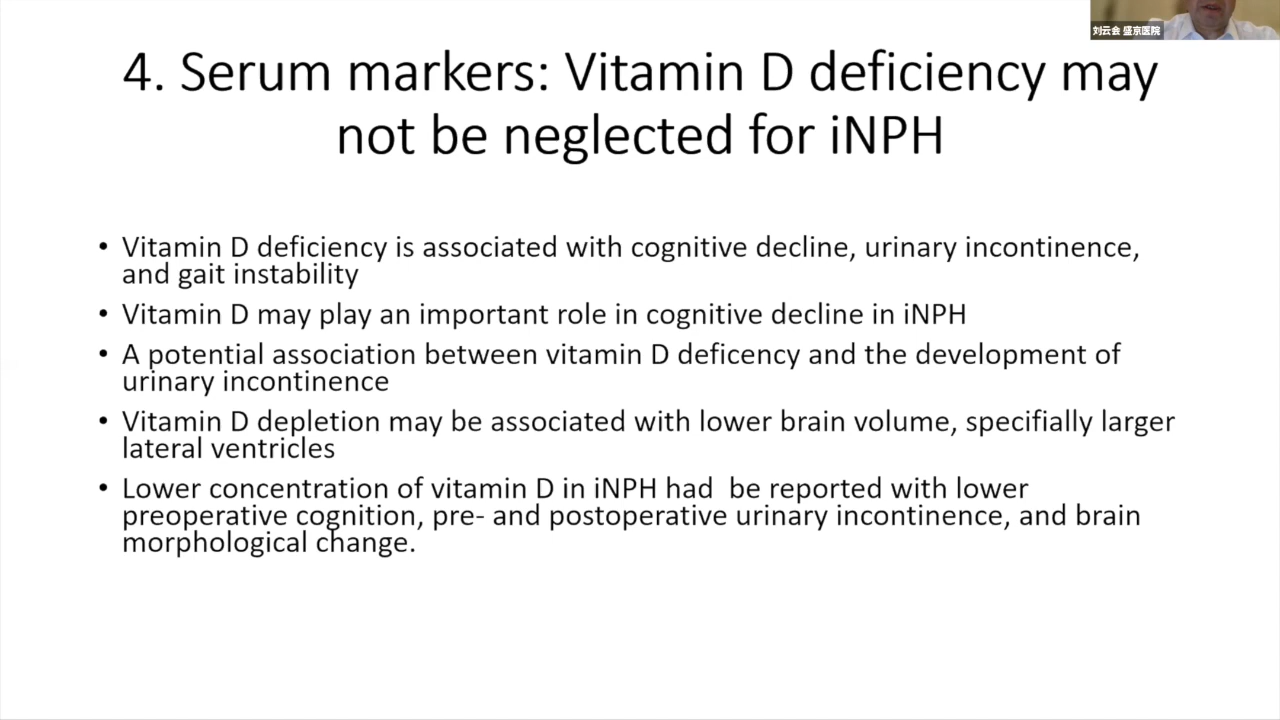 刘云会 盛京医院
4. Serum markers: Vitamin D deficiency may
not be neglected for iNPH
• Vitamin D deficiency is associated with cognitive decline, urinary incontinence,
and gait instability
• Vitamin D may play an important role in cognitive decline in iNPH
• A potential association between vitamin D deficency and the development of
urinary incontinence
• Vitamin D depletion may be associated with lower brain volume, specifially larger
lateral ventricles
• Lower concentration of vitamin D in iNPH had  be reported with lower
preoperative cognition, pre- and postoperative urinary incontinence, and brain
morphological change.